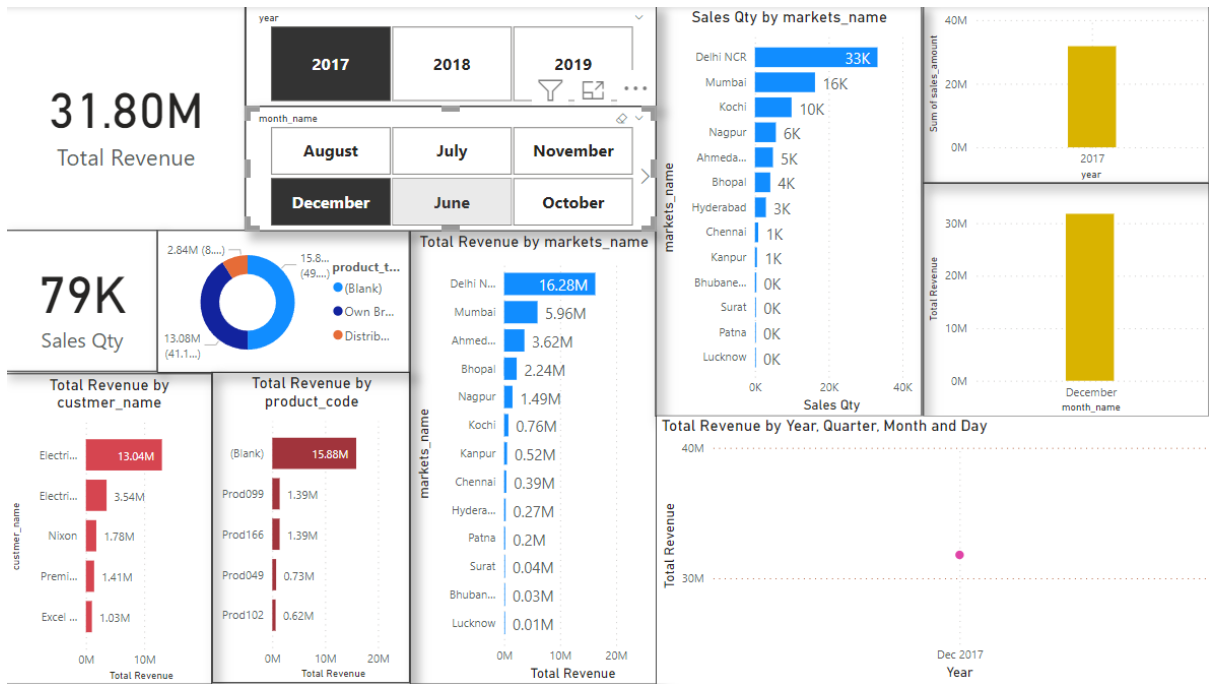 31.80M
Total Revenue
year
2017
2018
2019
month_name
August
July
November
December
June
October
79K
Sales Qty
2.84M (8....)
15.8...
(49....)
13.08M
(41.1...)
product_t...
(Blank)
Own Br...
Distrib...
Total Revenue by
custmer_name
custmer_name
Electri...
13.04M
Electri...
3.54M
Nixon
1.78M
Premi...
1.41M
Excel ...
1.03M
0M
10M
Total Revenue
Total Revenue by
product_code
(Blank)
15.88M
Prod099
1.39M
Prod166
1.39M
Prod049
0.73M
Prod102
0.62M
0M
10M
20M
Total Revenue
Total Revenue by markets_name
markets_name
Delhi N...
16.28M
Mumbai
5.96M
Ahmed...
3.62M
Bhopal
2.24M
Nagpur
1.49M
Kochi
0.76M
Kanpur
0.52M
Chennai
0.39M
Hydera...
0.27M
Patna
0.2M
Surat
0.04M
Bhuban...
0.03M
Lucknow
0.01M
0M
10M
20M
Total Revenue
Sales Qty by markets_name
markets_name
Delhi NCR
33K
Mumbai
16K
Kochi
10K
Nagpur
6K
Ahmeda...
5K
Bhopal
4K
Hyderabad
3K
Chennai
1K
Kanpur
1K
Bhubane...
0K
Surat
0K
Patna
0K
Lucknow
0K
0K
20K
40K
Sales Qty
Sum of sales_amount
40M
20M
0M
2017
year
Total Revenue
30M
20M
10M
0M
December
month_name
Total Revenue by Year, Quarter, Month and Day
Total Revenue
40M
30M
Dec 2017
Year